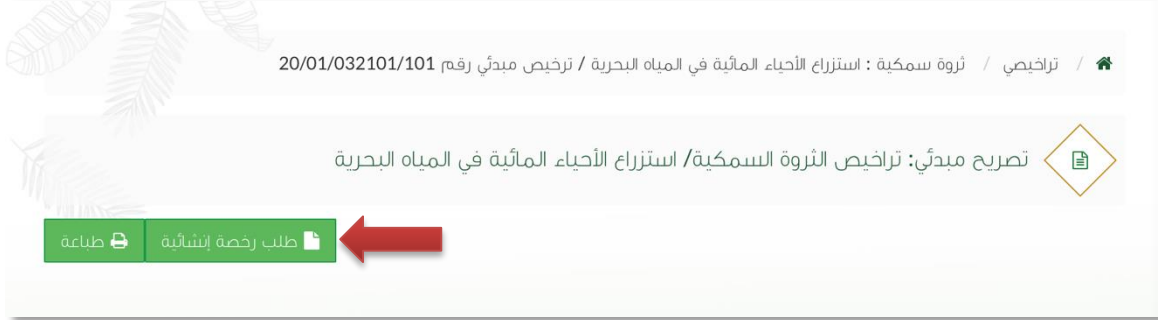 تراخيصي / ثروة سمكية : استزراع الأحياء المائية في المياه البحرية / ترخيص مبدئي رقم 20/01/032101/101
تصريح مبدئي: تراخيص الثروة السمكية/ استزراع الأحياء المائية في المياه البحرية
طلب رخصة إنشائية طباعة